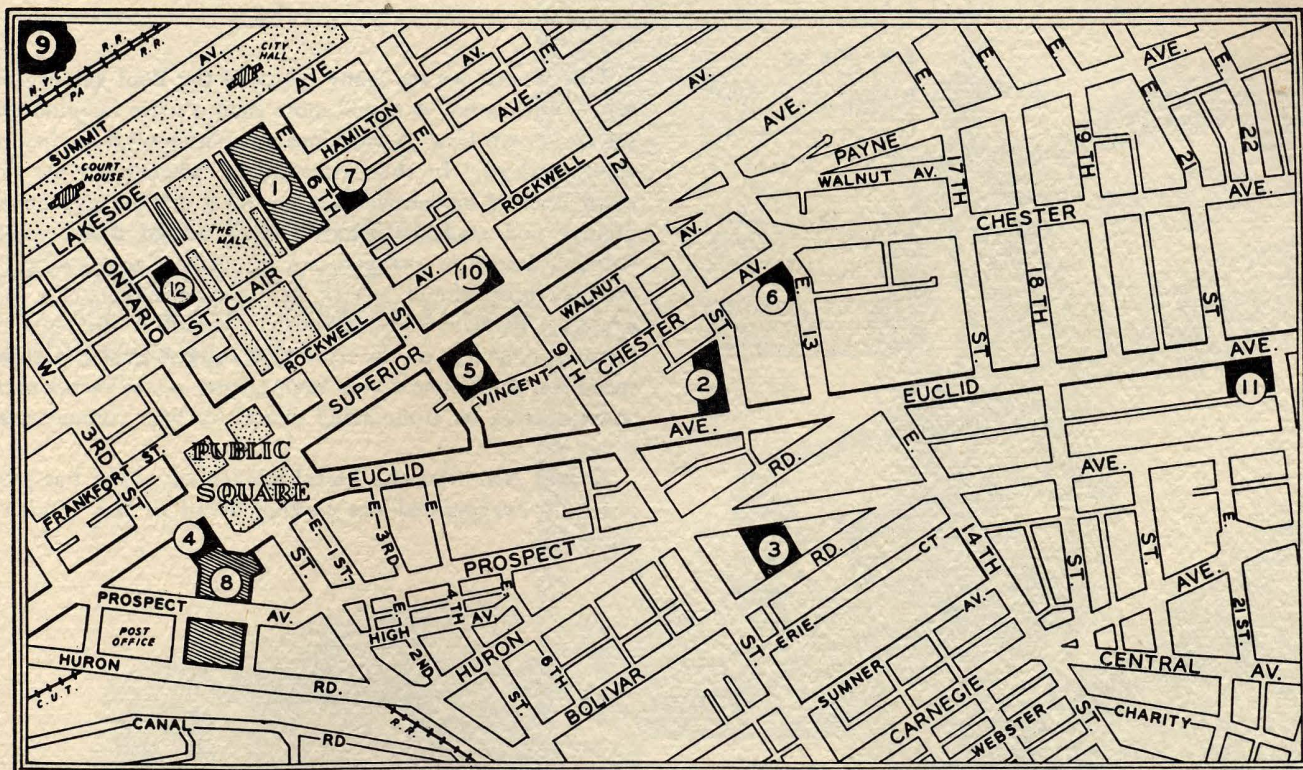 9
N.Y.C. R.R.
PA R.R.
SUMMIT AV.
CITY HALL
COURT HOUSE
LAKESIDE AVE.
E. 6TH
HAMILTON AV.
E.
E.
E.
E.
E.
1
7
THE MALL
12
ONTARIO ST.
ST. CLAIR AVE.
ROCKWELL AV.
ROCKWELL AV.
10
12
PAYNE AVE.
WALNUT AV.
17TH
19TH
21
22
CHESTER AVE.
18TH
ST.
ST
WALNUT AV.
CHESTER AV.
ST.
6
E. 13
5
VINCENT
9TH
2
SUPERIOR AVE.
ST.
W. 3RD ST
FRANKFORT ST.
PUBLIC
SQUARE
EUCLID AVE.
EUCLID AVE.
11
4
8
E. 1ST.
E. 3RD
E.
PROSPECT AVE.
PROSPECT AV.
POST OFFICE
HURON RD.
C.U.T. R.R.
CANAL RD
HIGH AV.
E. 2ND
E. 4TH
HURON RD.
6TH ST.
BOLIVAR RD.
3
ERIE CT
ST.
E. 14TH ST
SUMNER AV.
CARNEGIE AVE.
WEBSTER
ST.
ST.
E. 21ST.
CENTRAL AV.
CHARITY